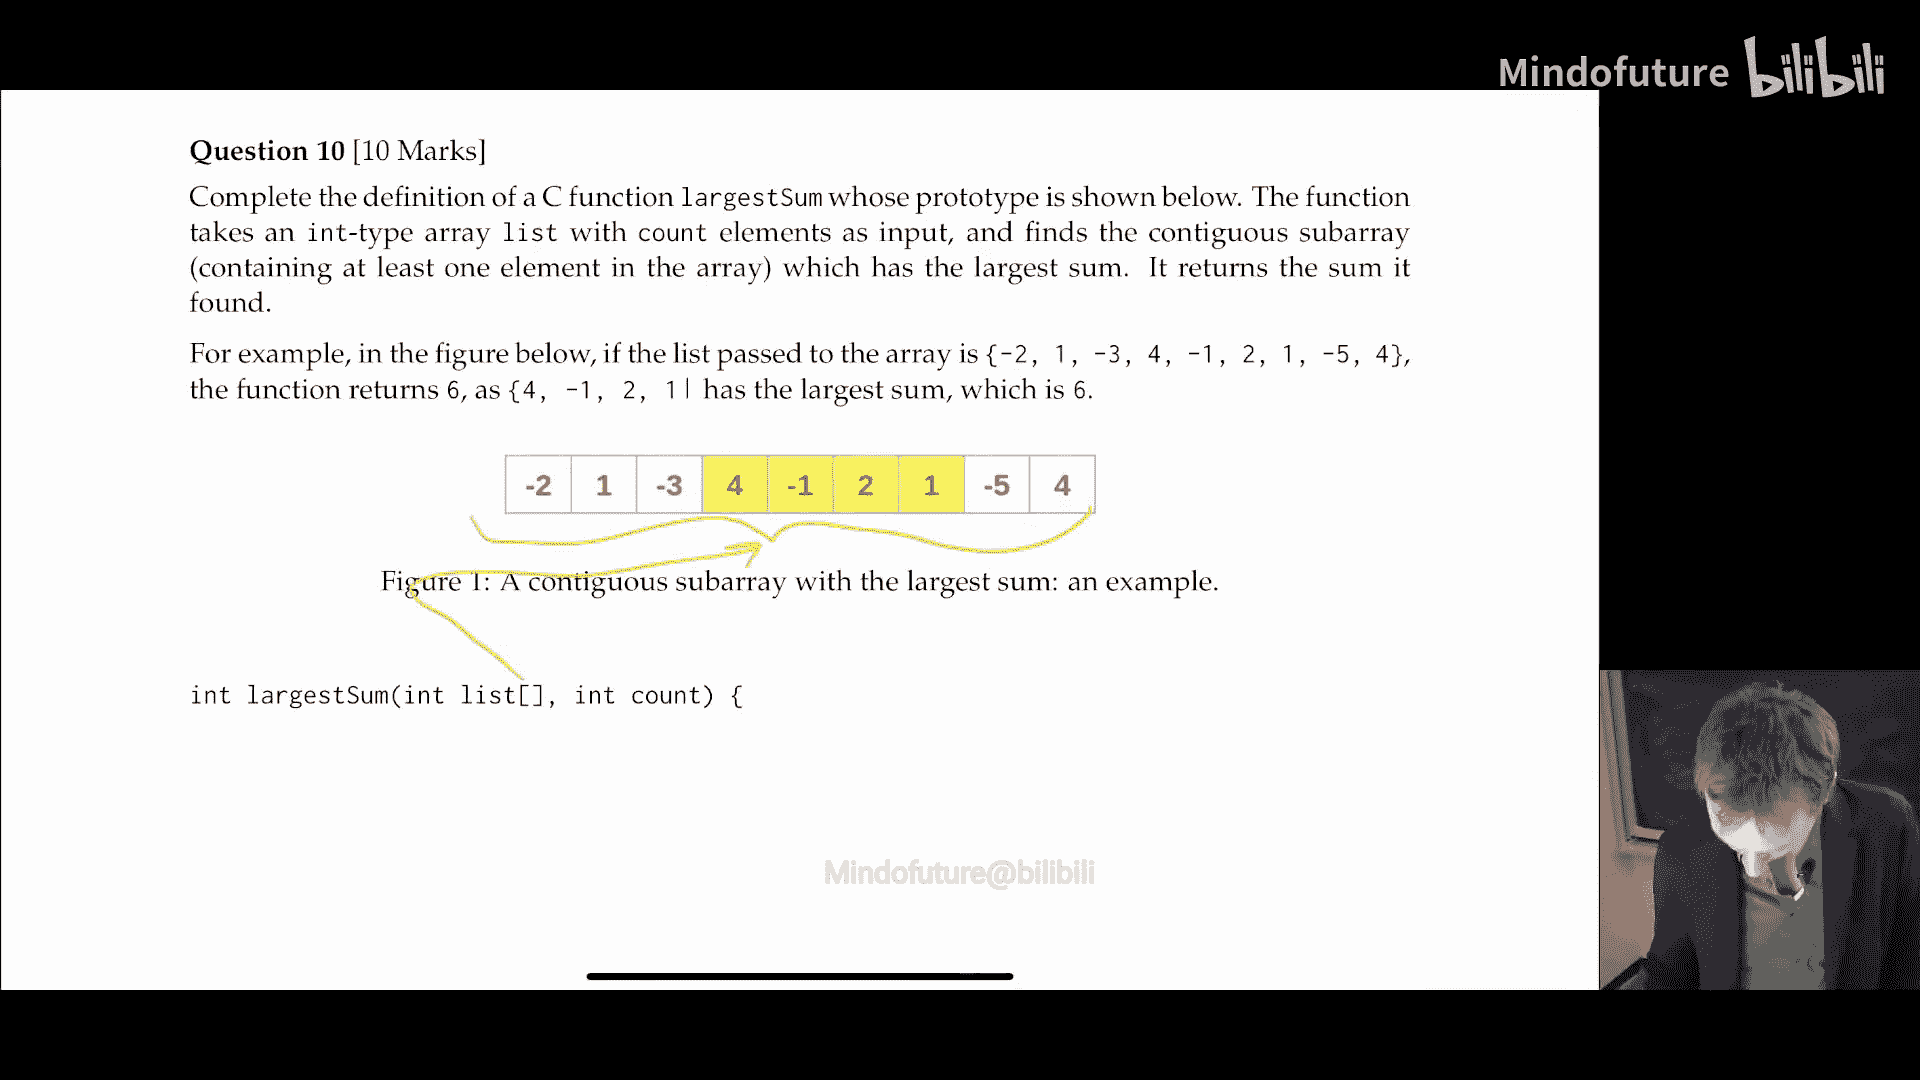 Mindofuture bilibili
Question 10 [10 Marks]
Complete the definition of a C function largestSum whose prototype is shown below. The function
takes an int-type array list with count elements as input, and finds the contiguous subarray
(containing at least one element in the array) which has the largest sum. It returns the sum it
found.
For example, in the figure below, if the list passed to the array is {-2, 1, -3, 4, -1, 2, 1, -5, 4},
the function returns 6, as {4, -1, 2, 1| has the largest sum, which is 6.
-2 1 -3 4 -1 2 1 -5 4
Figure 1: A contiguous subarray with the largest sum: an example.
int largestSum(int list[], int count) {
Mindofuture@bilibili